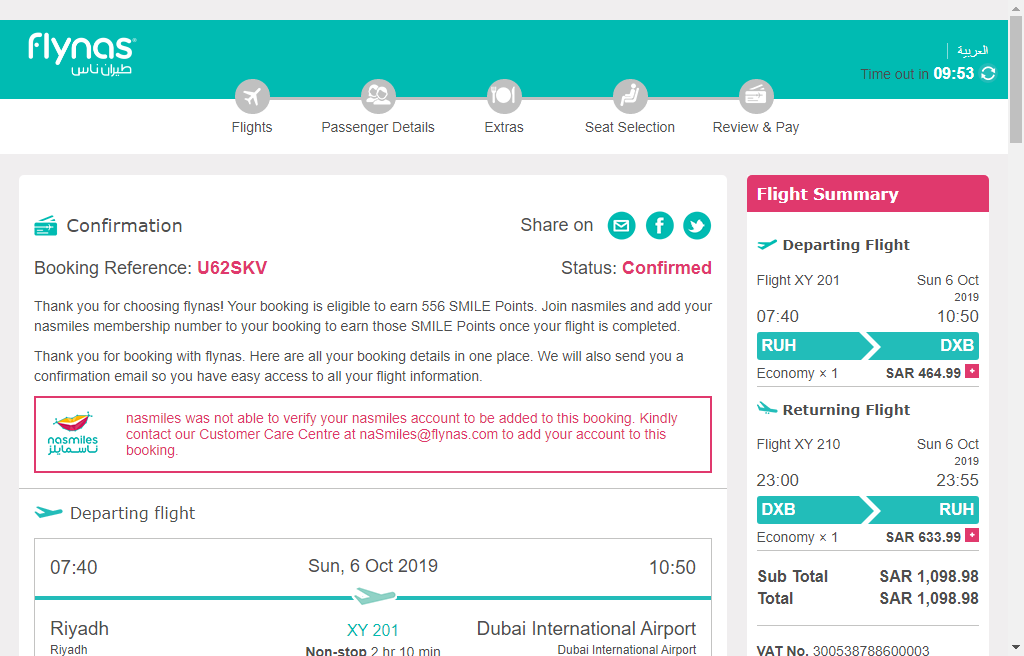 flynas
طيران ناس
العربية
Time out in 09:53
Flights
Passenger Details
Extras
Seat Selection
Review & Pay
Confirmation
Share on
Booking Reference: U62SKV
Status: Confirmed
Thank you for choosing flynas! Your booking is eligible to earn 556 SMILE Points. Join nasmiles and add your
nasmiles membership number to your booking to earn those SMILE Points once your flight is completed.
Thank you for booking with flynas. Here are all your booking details in one place. We will also send you a
confirmation email so you have easy access to all your flight information.
nasmiles
ناسمايلز
nasmiles was not able to verify your nasmiles account to be added to this booking. Kindly
contact our Customer Care Centre at naSmiles@flynas.com to add your account to this
booking.
Departing flight
07:40
Sun, 6 Oct 2019
10:50
Riyadh
XY 201
Dubai International Airport
Riyadh
Non-stop 2 hr 10 min
Dubai International Airport
Flight Summary
Departing Flight
Flight XY 201
Sun 6 Oct
2019
07:40
10:50
RUH
DXB
Economy × 1
SAR 464.99 +
Returning Flight
Flight XY 210
Sun 6 Oct
2019
23:00
23:55
DXB
RUH
Economy × 1
SAR 633.99 +
Sub Total
SAR 1,098.98
Total
SAR 1,098.98
VAT No. 300538788600003